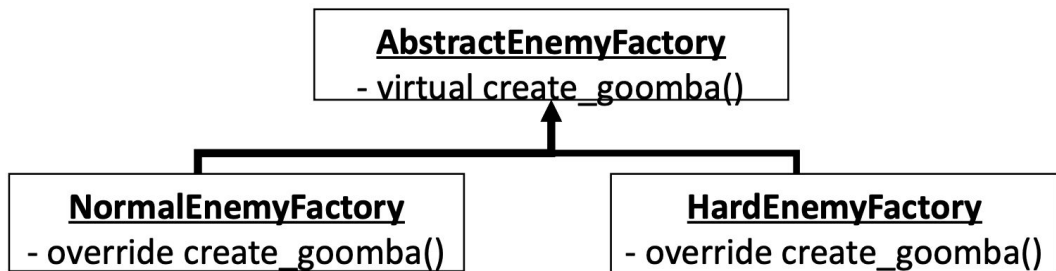 AbstractEnemyFactory
- virtual create_goomba()
NormalEnemyFactory
- override create_goomba()
HardEnemyFactory
- override create_goomba()